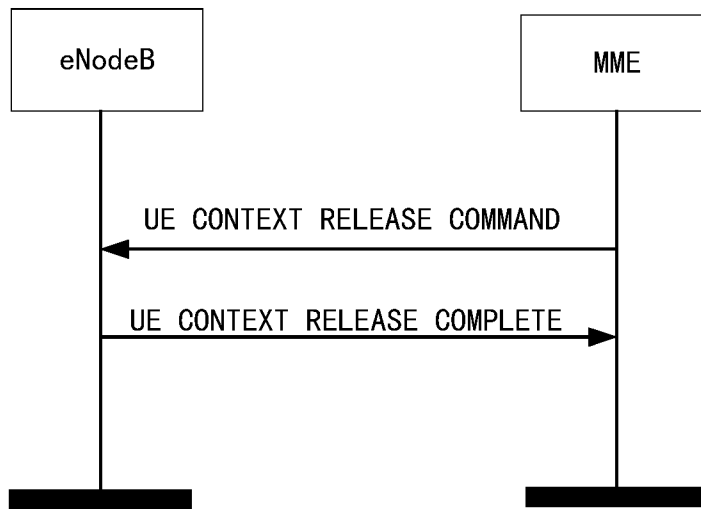 eNodeB
MME
UE CONTEXT RELEASE COMMAND
UE CONTEXT RELEASE COMPLETE